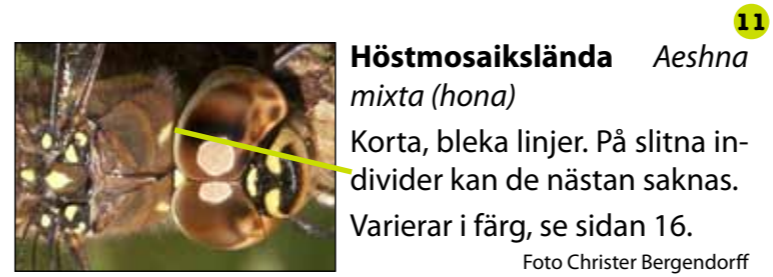 11
Höstmosaikslända Aeshna
mixta (hona)
Korta, bleka linjer. På slitna in-
divider kan de nästan saknas.
Varierar i färg, se sidan 16.
Foto Christer Bergendorff